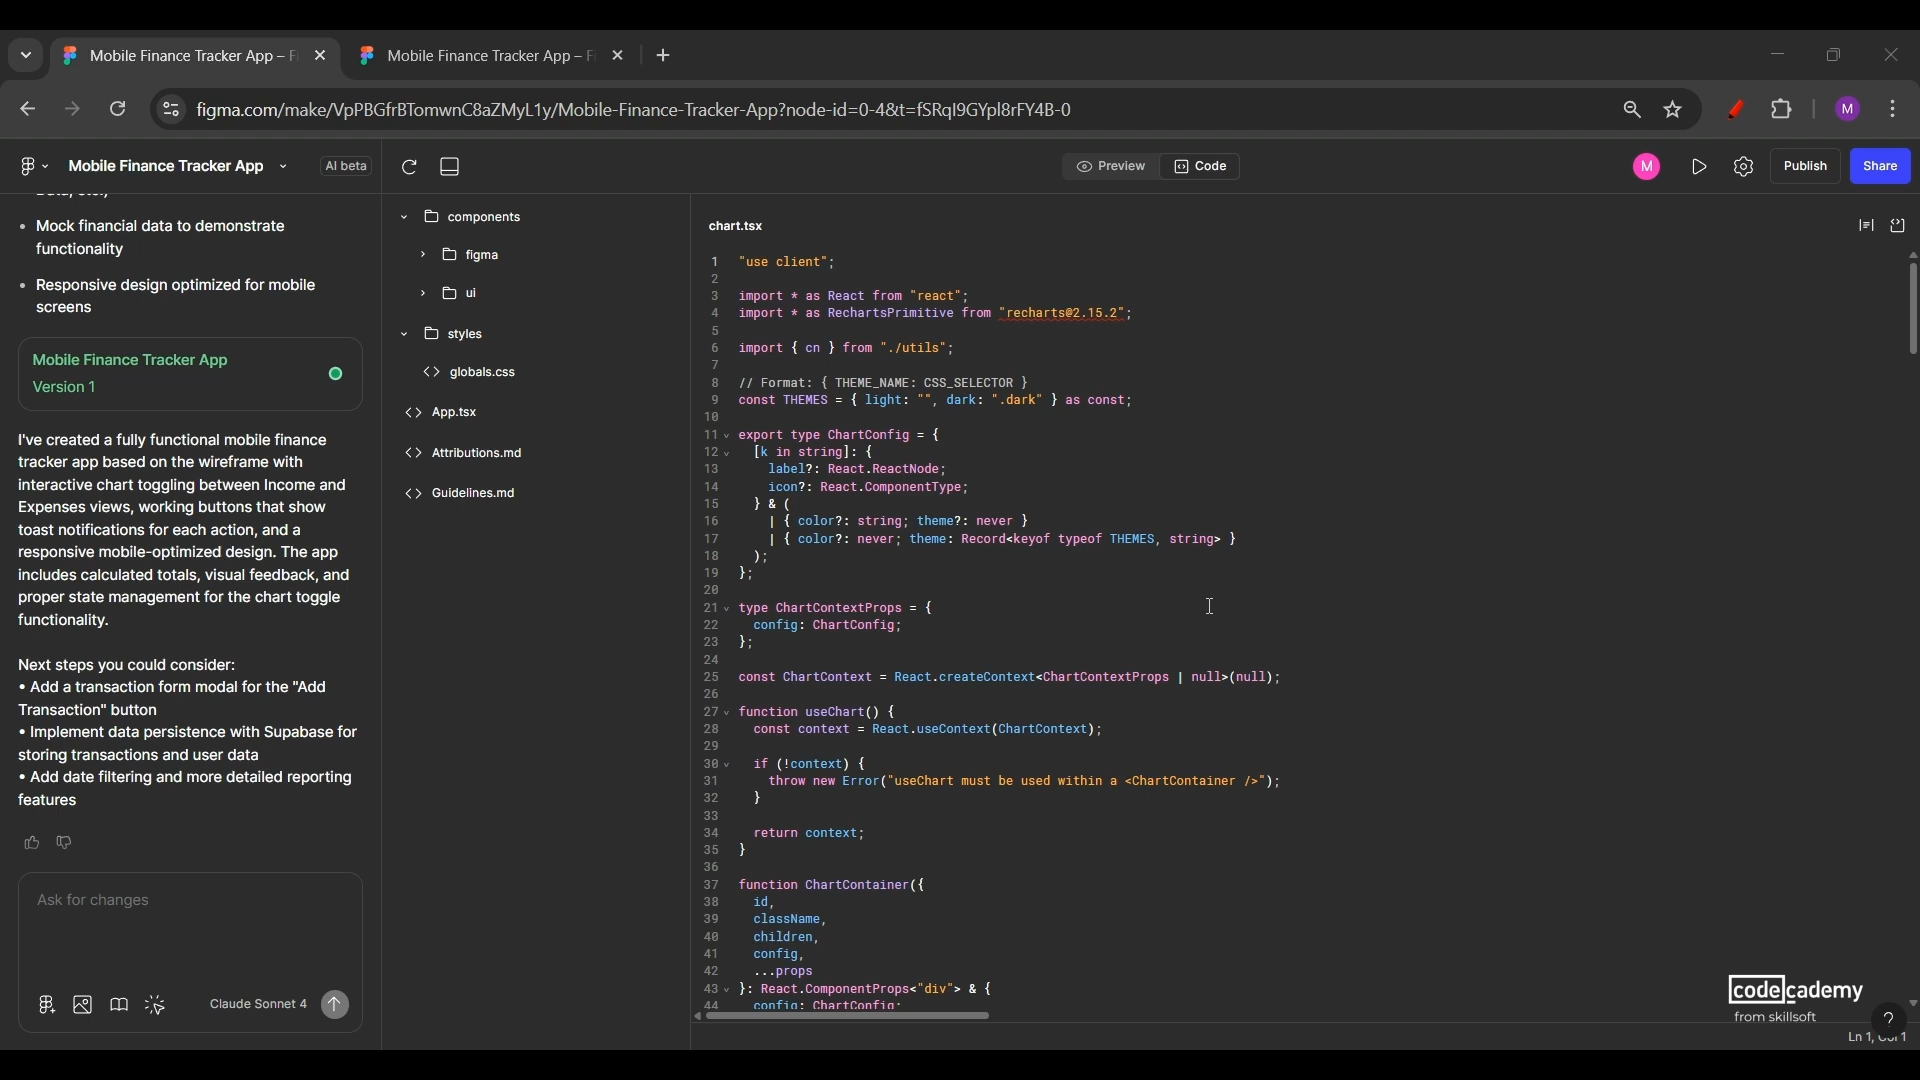 Mobile Finance Tracker App – Fi
Mobile Finance Tracker App – Fi
figma.com/make/VpPBGfrBTomwnC8aZMyL1y/Mobile-Finance-Tracker-App?node-id=0-4&t=fSRqI9GYpI8rFY4B-0
M
Mobile Finance Tracker App
AI beta
Preview
Code
M
Publish
Share
• Mock financial data to demonstrate
functionality
• Responsive design optimized for mobile
screens
Mobile Finance Tracker App
Version 1
I've created a fully functional mobile finance
tracker app based on the wireframe with
interactive chart toggling between Income and
Expenses views, working buttons that show
toast notifications for each action, and a
responsive mobile-optimized design. The app
includes calculated totals, visual feedback, and
proper state management for the chart toggle
functionality.
Next steps you could consider:
• Add a transaction form modal for the "Add
Transaction" button
• Implement data persistence with Supabase for
storing transactions and user data
• Add date filtering and more detailed reporting
features
Ask for changes
Claude Sonnet 4
components
figma
ui
styles
globals.css
App.tsx
Attributions.md
Guidelines.md
chart.tsx
1 "use client";
2
3 import * as React from "react";
4 import * as RechartsPrimitive from "recharts@2.15.2";
5
6 import { cn } from "./utils";
7
8 // Format: { THEME_NAME: CSS_SELECTOR }
9 const THEMES = { light: "", dark: ".dark" } as const;
10
11 export type ChartConfig = {
12 [k in string]: {
13 label?: React.ReactNode;
14 icon?: React.ComponentType;
15 } & (
16 | { color?: string; theme?: never }
17 | { color?: never; theme: Record<keyof typeof THEMES, string> }
18 );
19 };
20
21 type ChartContextProps = {
22 config: ChartConfig;
23 };
24
25 const ChartContext = React.createContext<ChartContextProps | null>(null);
26
27 function useChart() {
28 const context = React.useContext(ChartContext);
29
30 if (!context) {
31 throw new Error("useChart must be used within a <ChartContainer />");
32 }
33
34 return context;
35 }
36
37 function ChartContainer({
38 id,
39 className,
40 children,
41 config,
42 ...props
43 }: React.ComponentProps<"div"> & {
44 config: ChartConfig;
codecademy
from skillsoft
?
Ln 1, Col 1